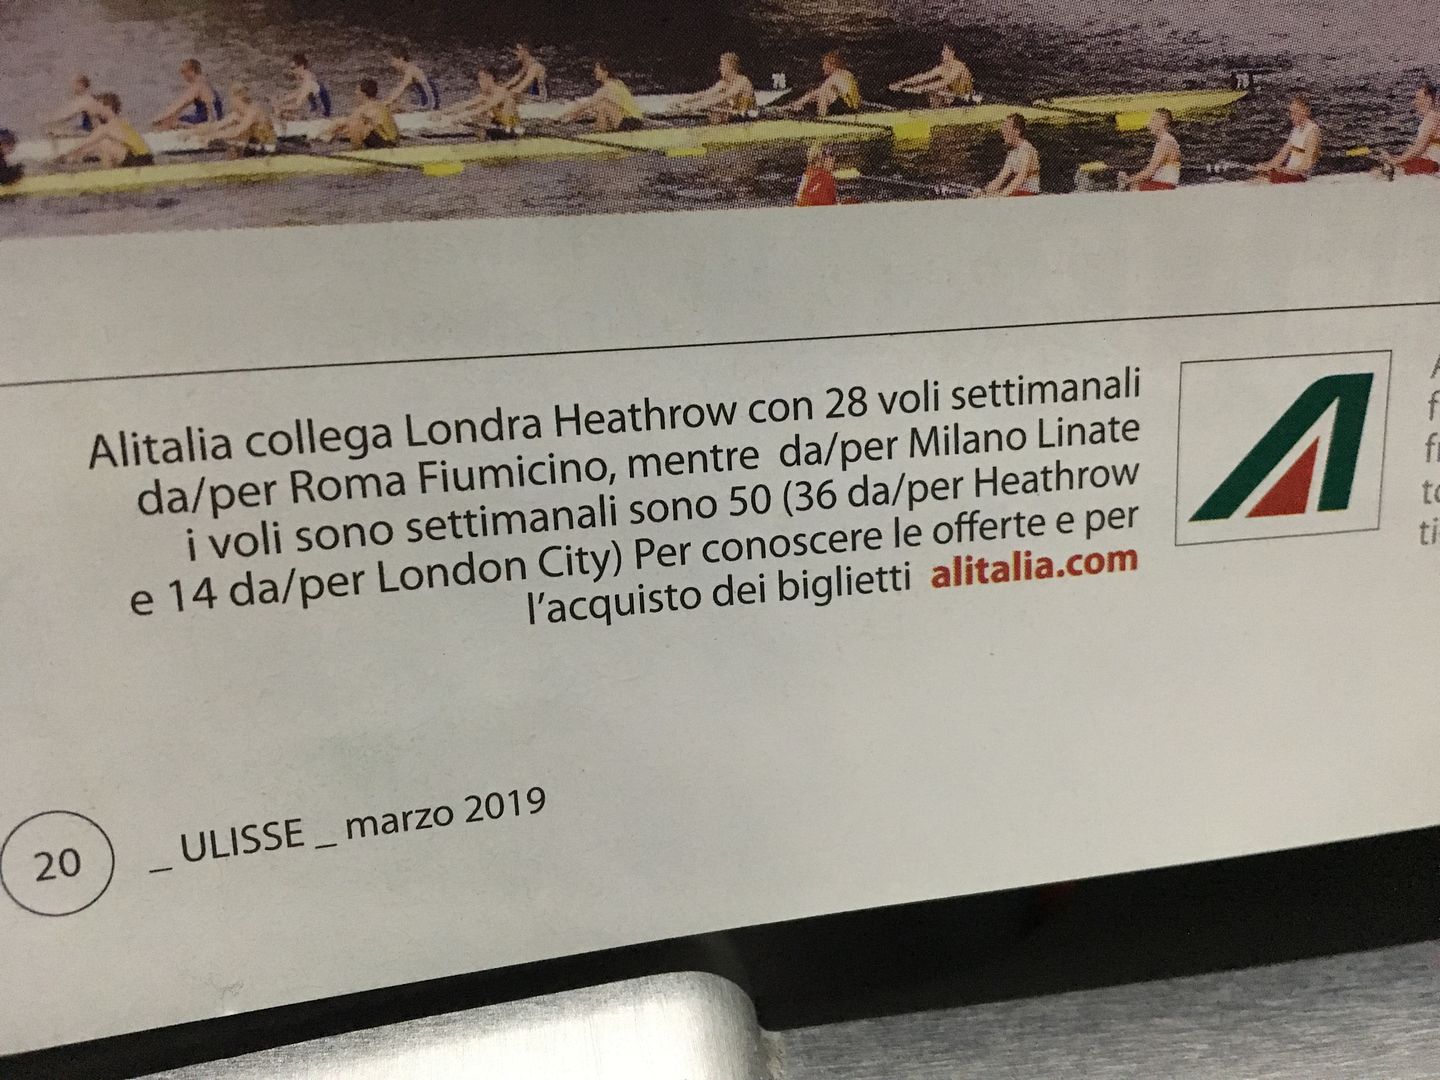 Alitalia collega Londra Heathrow con 28 voli settimanali
da/per Roma Fiumicino, mentre da/per Milano Linate
i voli sono settimanali sono 50 (36 da/per Heathrow
e 14 da/per London City) Per conoscere le offerte e per
l'acquisto dei biglietti alitalia.com
20 _ ULISSE _ marzo 2019